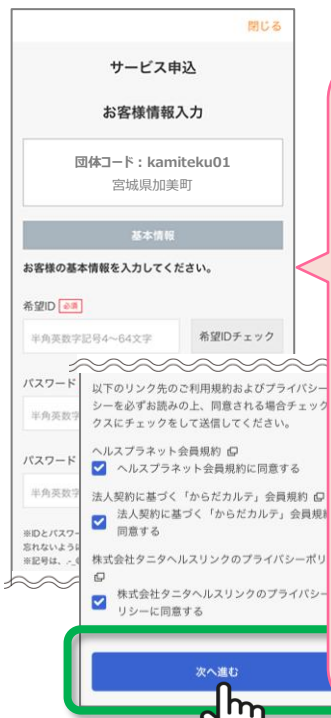 閉じる
サービス申込
お客様情報入力
団体コード：kamiteku01
宮城県加美町
基本情報
お客様の基本情報を入力してください。
希望ID 必須
半角英数字記号4〜64文字
希望IDチェック
パスワード
半角英数字
パスワード
半角英数字
※IDとパスワー
忘れないように
※記号は、
以下のリンク先のご利用規約およびプライバシー
シーを必ずお読みの上、同意される場合チェック
クスにチェックをして送信してください。
ヘルスプラネット会員規約
ヘルスプラネット会員規約に同意する
法人契約に基づく「からだカルテ」会員規約
法人契約に基づく「からだカルテ」会員規約
同意する
株式会社タニタヘルスリンクのプライバシーポリ
株式会社タニタヘルスリンクのプライバシー
リシーに同意する
次へ進む